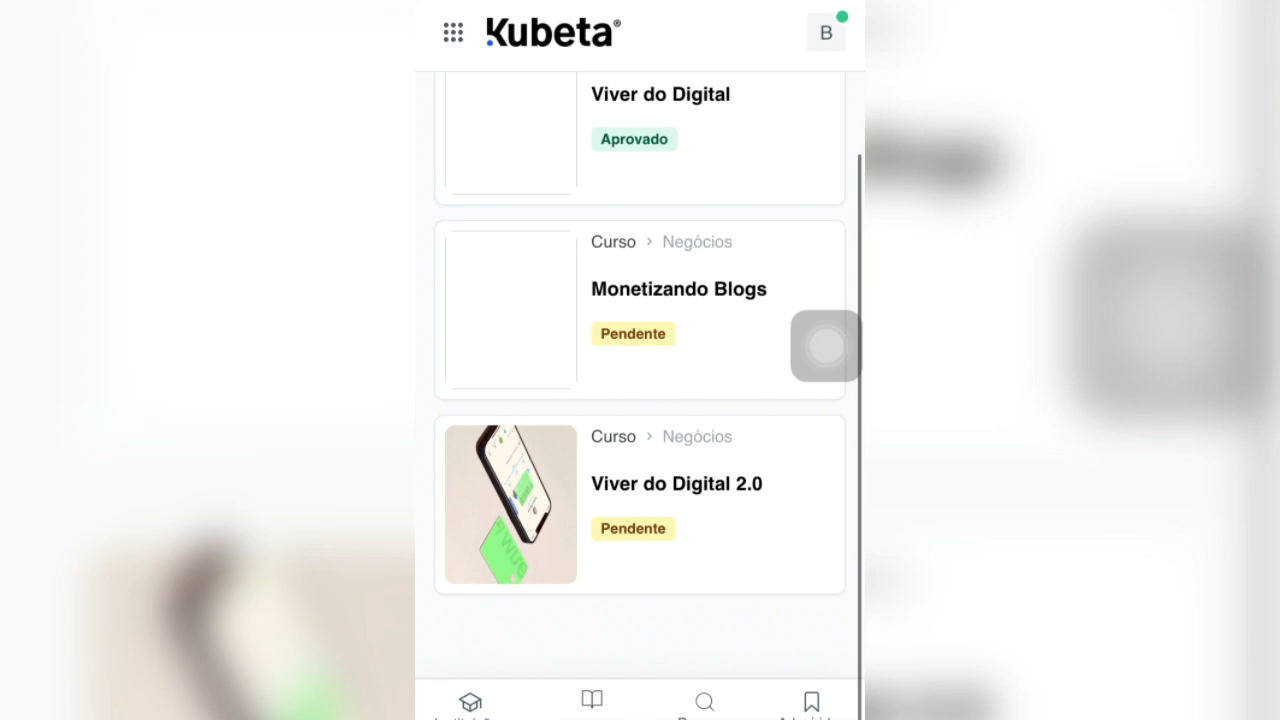 Kubeta®
B
Viver do Digital
Aprovado
Curso > Negócios
Monetizando Blogs
Pendente
Curso > Negócios
Viver do Digital 2.0
Pendente